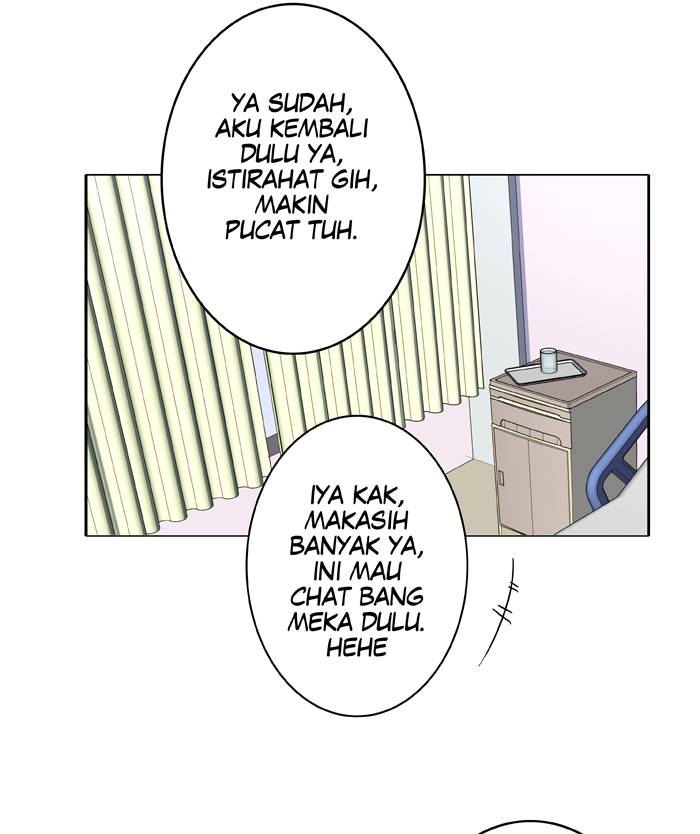 YA SUDAH,
AKU KEMBALI
DULU YA,
ISTIRAHAT GIH,
MAKIN
PUCAT TUH.
IYA KAK,
MAKASIH
BANYAK YA,
INI MAU
CHAT BANG
MEKA DULU.
HEHE